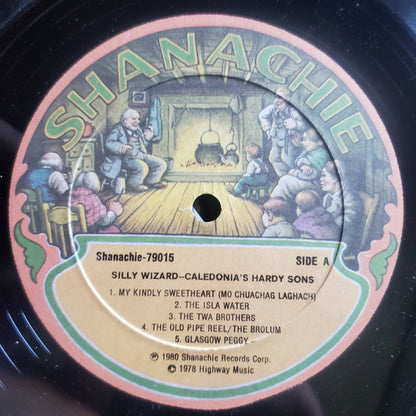 SHANACHIE
Shanachie-79015 SIDE A
SILLY WIZARD-CALEDONIA'S HARDY SONS
1. MY KINDLY SWEETHEART (MO CHUACHAG LAGHACH)
2. THE ISLA WATER
3. THE TWA BROTHERS
4. THE OLD PIPE REEL/THE BROLUM
5. GLASGOW PEGGY
Ⓟ 1980 Shanachie Records Corp.
Ⓒ 1978 Highway Music